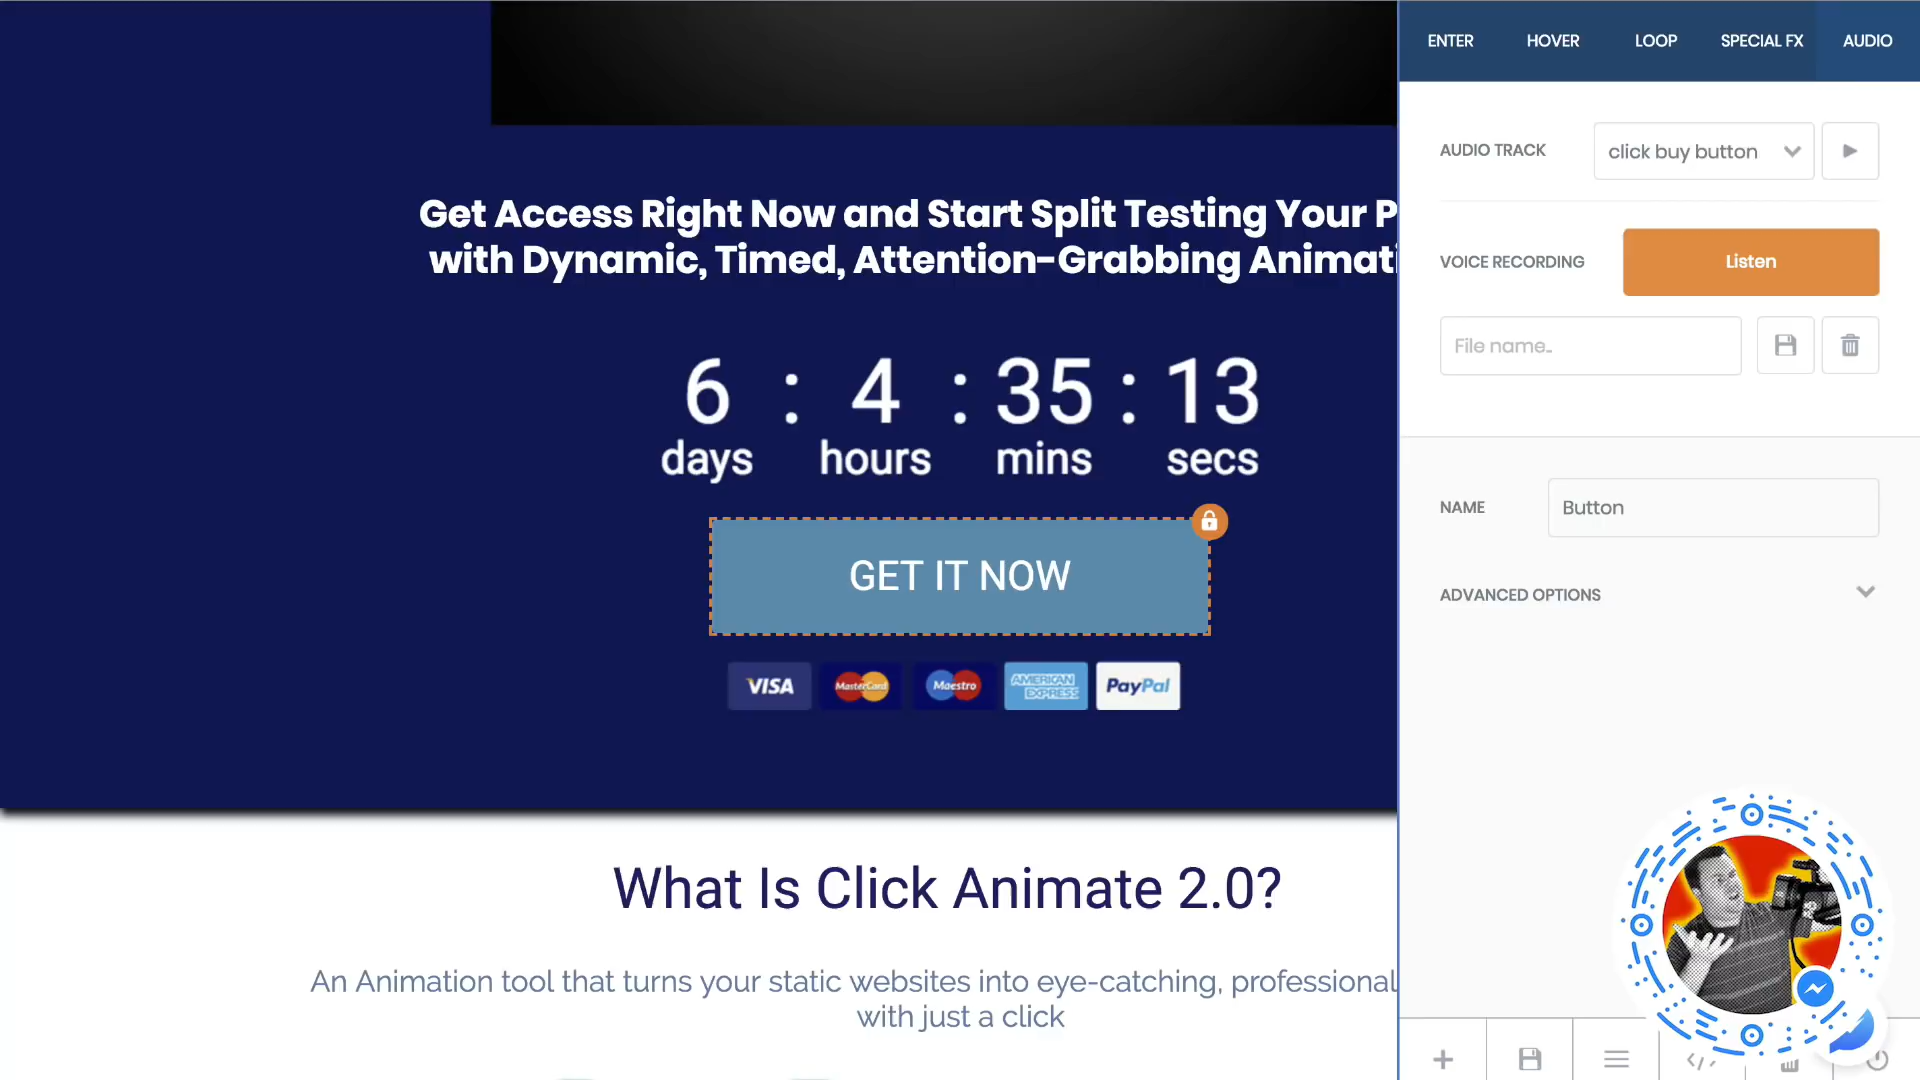 ENTER HOVER LOOP SPECIAL FX AUDIO
AUDIO TRACK click buy button
VOICE RECORDING Listen
File name..
NAME Button
ADVANCED OPTIONS
Get Access Right Now and Start Split Testing Your P
with Dynamic, Timed, Attention-Grabbing Animati
6 : 4 : 35 : 13
days hours mins secs
GET IT NOW
VISA MasterCard Maestro AMERICAN EXPRESS PayPal
What Is Click Animate 2.0?
An Animation tool that turns your static websites into eye-catching, professional
with just a click